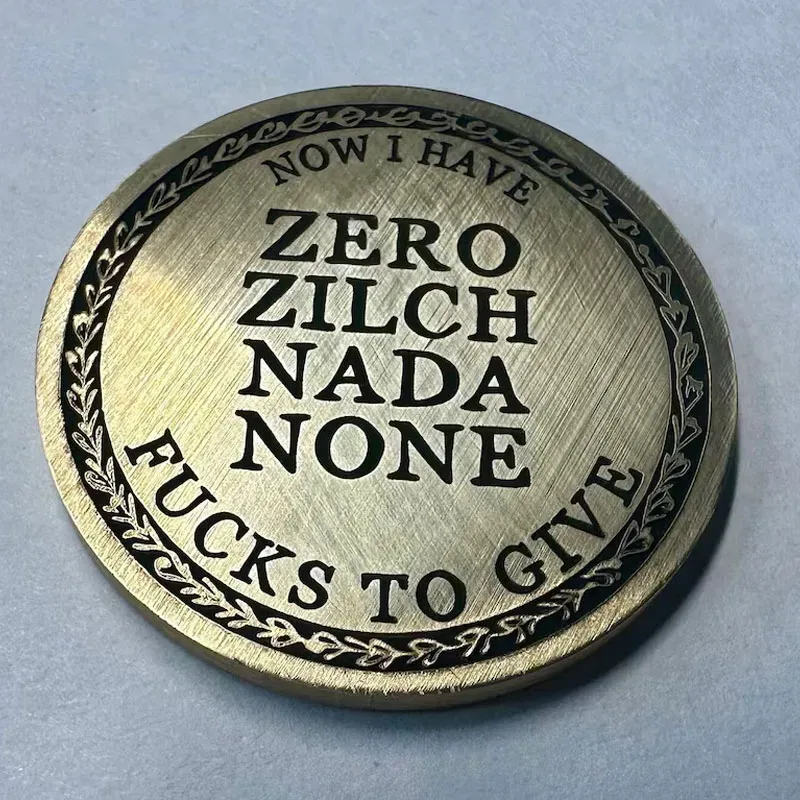 NOW I HAVE
ZERO
ZILCH
NADA
NONE
FUCKS TO GIVE